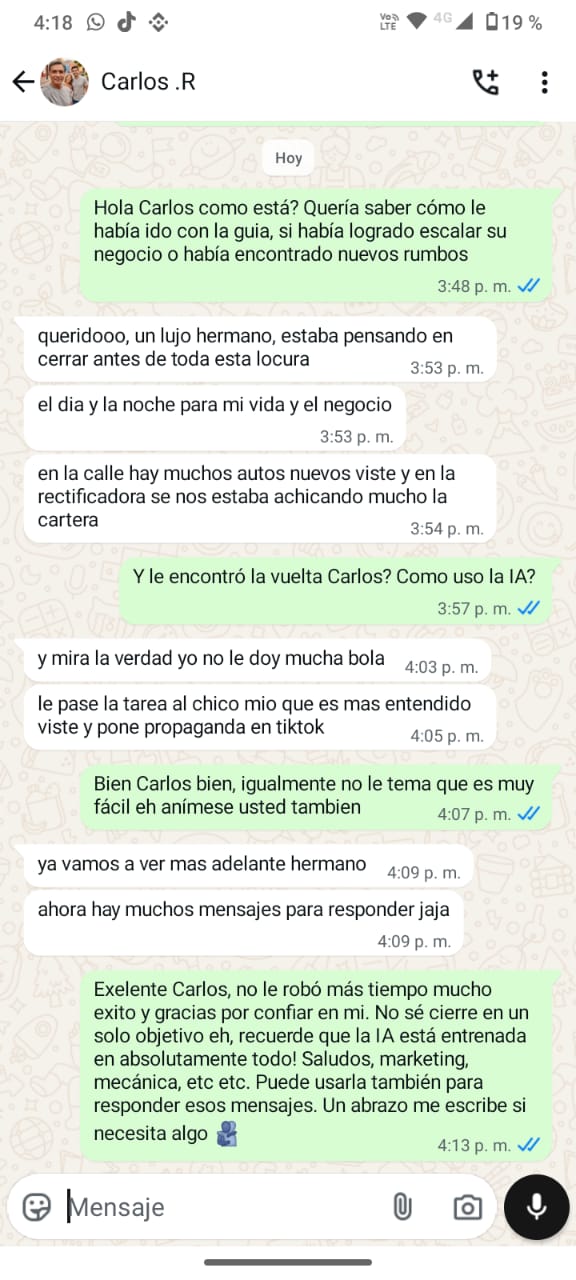 4:18
Vo)) LTE 4G 19 %
Carlos .R
Hoy
Hola Carlos como está? Quería saber cómo le
había ido con la guia, si había logrado escalar su
negocio o había encontrado nuevos rumbos
3:48 p. m.
queridooo, un lujo hermano, estaba pensando en
cerrar antes de toda esta locura
3:53 p. m.
el dia y la noche para mi vida y el negocio
3:53 p. m.
en la calle hay muchos autos nuevos viste y en la
rectificadora se nos estaba achicando mucho la
cartera
3:54 p. m.
Y le encontró la vuelta Carlos? Como uso la IA?
3:57 p. m.
y mira la verdad yo no le doy mucha bola
4:03 p. m.
le pase la tarea al chico mio que es mas entendido
viste y pone propaganda en tiktok
4:05 p. m.
Bien Carlos bien, igualmente no le tema que es muy
fácil eh anímese usted tambien
4:07 p. m.
ya vamos a ver mas adelante hermano
4:09 p. m.
ahora hay muchos mensajes para responder jaja
4:09 p. m.
Exelente Carlos, no le robó más tiempo mucho
exito y gracias por confiar en mi. No sé cierre en un
solo objetivo eh, recuerde que la IA está entrenada
en absolutamente todo! Saludos, marketing,
mecánica, etc etc. Puede usarla también para
responder esos mensajes. Un abrazo me escribe si
necesita algo
4:13 p. m.
Mensaje